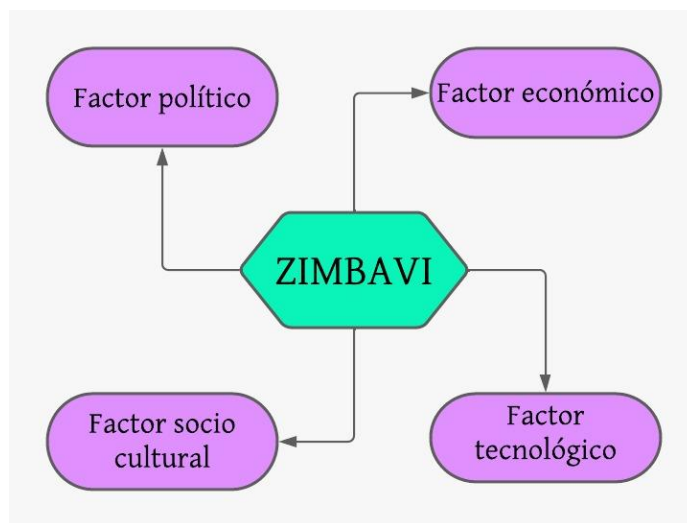 Factor político
Factor económico
ZIMBAVI
Factor socio
cultural
Factor
tecnológico